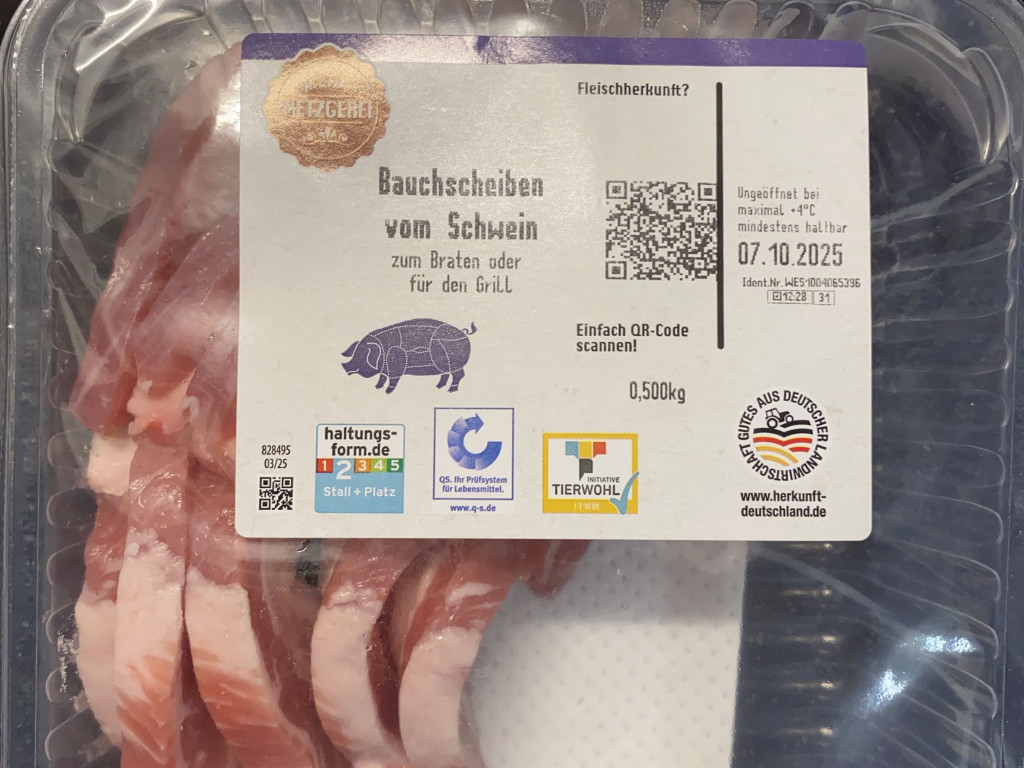 METZGEREI
Bauchscheiben
vom Schwein
zum Braten oder
für den Grill
Fleischherkunft?
Einfach QR-Code
scannen!
0,500kg
Ungeöffnet bei
maximal +4°C
mindestens haltbar
07.10.2025
Ident.Nr.WES1004065396
12:28 31
828495
03/25
haltungs-
form.de
1 2 3 4 5
Stall + Platz
QS. Ihr Prüfsystem
für Lebensmittel.
www.q-s.de
INITIATIVE
TIERWOHL
GUTES AUS DEUTSCHER LANDWIRTSCHAFT
www.herkunft-
deutschland.de